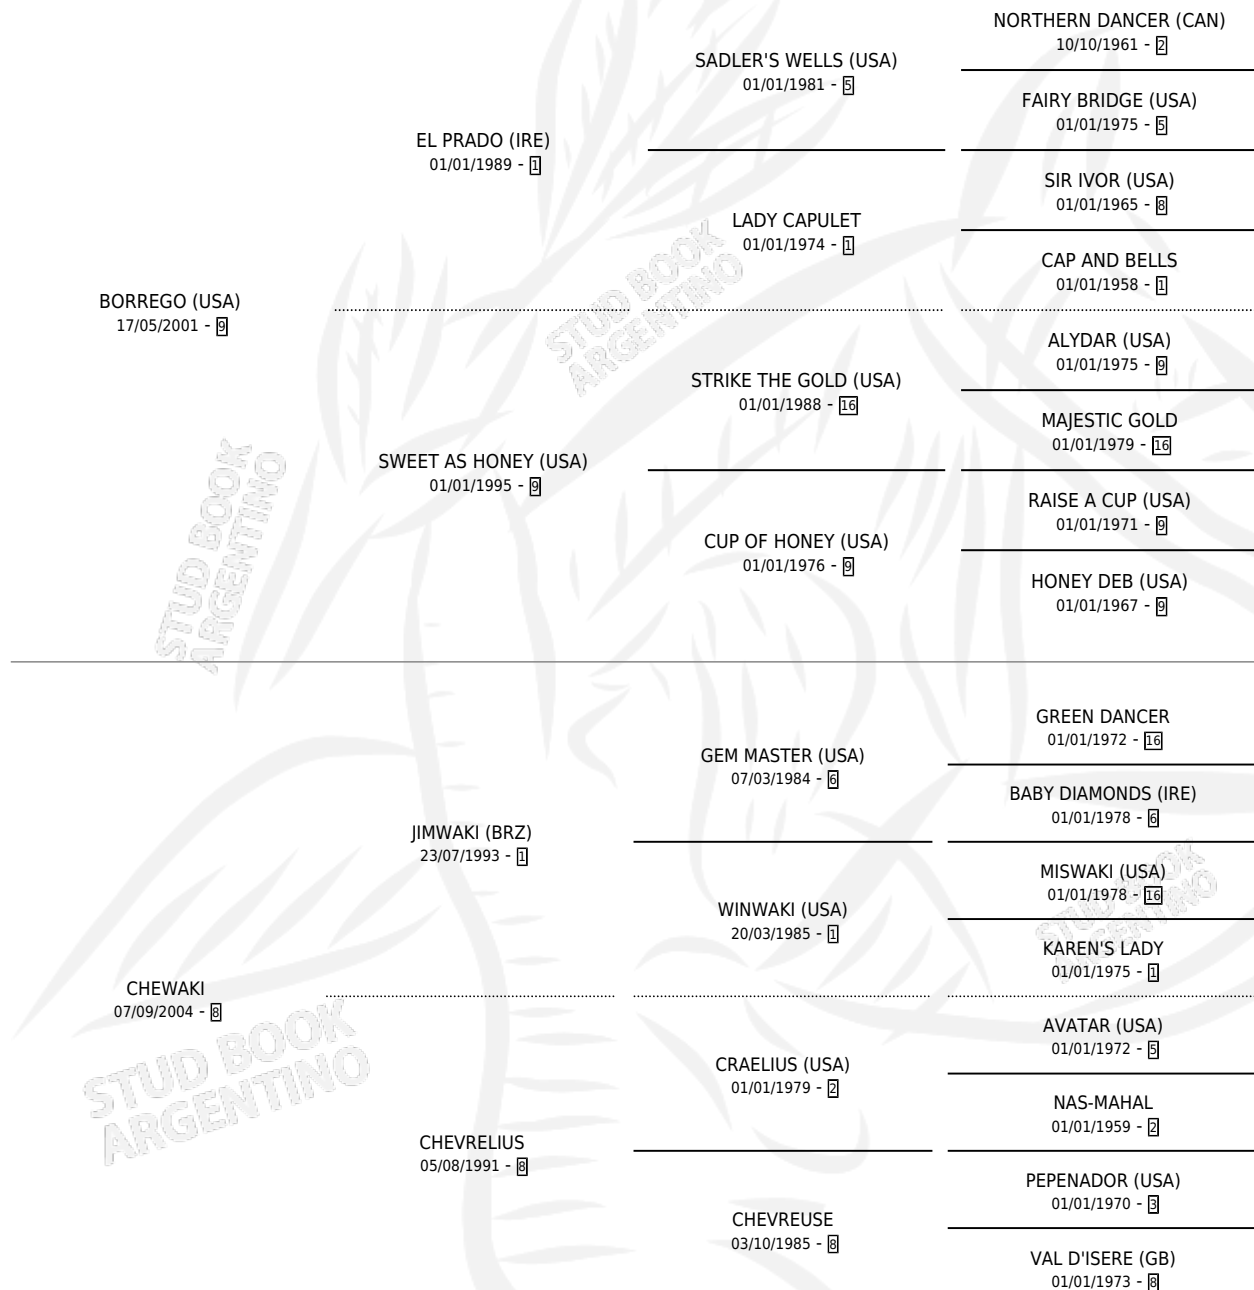 NORTHERN DANCER (CAN)
10/10/1961 - 2
SADLER'S WELLS (USA)
01/01/1981 - 5
FAIRY BRIDGE (USA)
01/01/1975 - 5
EL PRADO (IRE)
01/01/1989 - 1
SIR IVOR (USA)
01/01/1965 - 8
LADY CAPULET
01/01/1974 - 1
CAP AND BELLS
01/01/1958 - 1
BORREGO (USA)
17/05/2001 - 9
ALYDAR (USA)
01/01/1975 - 9
STRIKE THE GOLD (USA)
01/01/1988 - 16
MAJESTIC GOLD
01/01/1979 - 16
SWEET AS HONEY (USA)
01/01/1995 - 9
RAISE A CUP (USA)
01/01/1971 - 9
CUP OF HONEY (USA)
01/01/1976 - 9
HONEY DEB (USA)
01/01/1967 - 9
GREEN DANCER
01/01/1972 - 16
GEM MASTER (USA)
07/03/1984 - 6
BABY DIAMONDS (IRE)
01/01/1978 - 6
JIMWAKI (BRZ)
23/07/1993 - 1
MISWAKI (USA)
01/01/1978 - 16
WINWAKI (USA)
20/03/1985 - 1
KAREN'S LADY
01/01/1975 - 1
CHEWAKI
07/09/2004 - 8
AVATAR (USA)
01/01/1972 - 5
CRAELIUS (USA)
01/01/1979 - 2
NAS-MAHAL
01/01/1959 - 2
CHEVRELIUS
05/08/1991 - 8
PEPENADOR (USA)
01/01/1970 - 3
CHEVREUSE
03/10/1985 - 8
VAL D'ISERE (GB)
01/01/1973 - 8
STUD BOOK
ARGENTINO
STUD BOOK
ARGENTINO
STUD BOOK
ARGENTINO
STUD BOOK
ARGENTINO